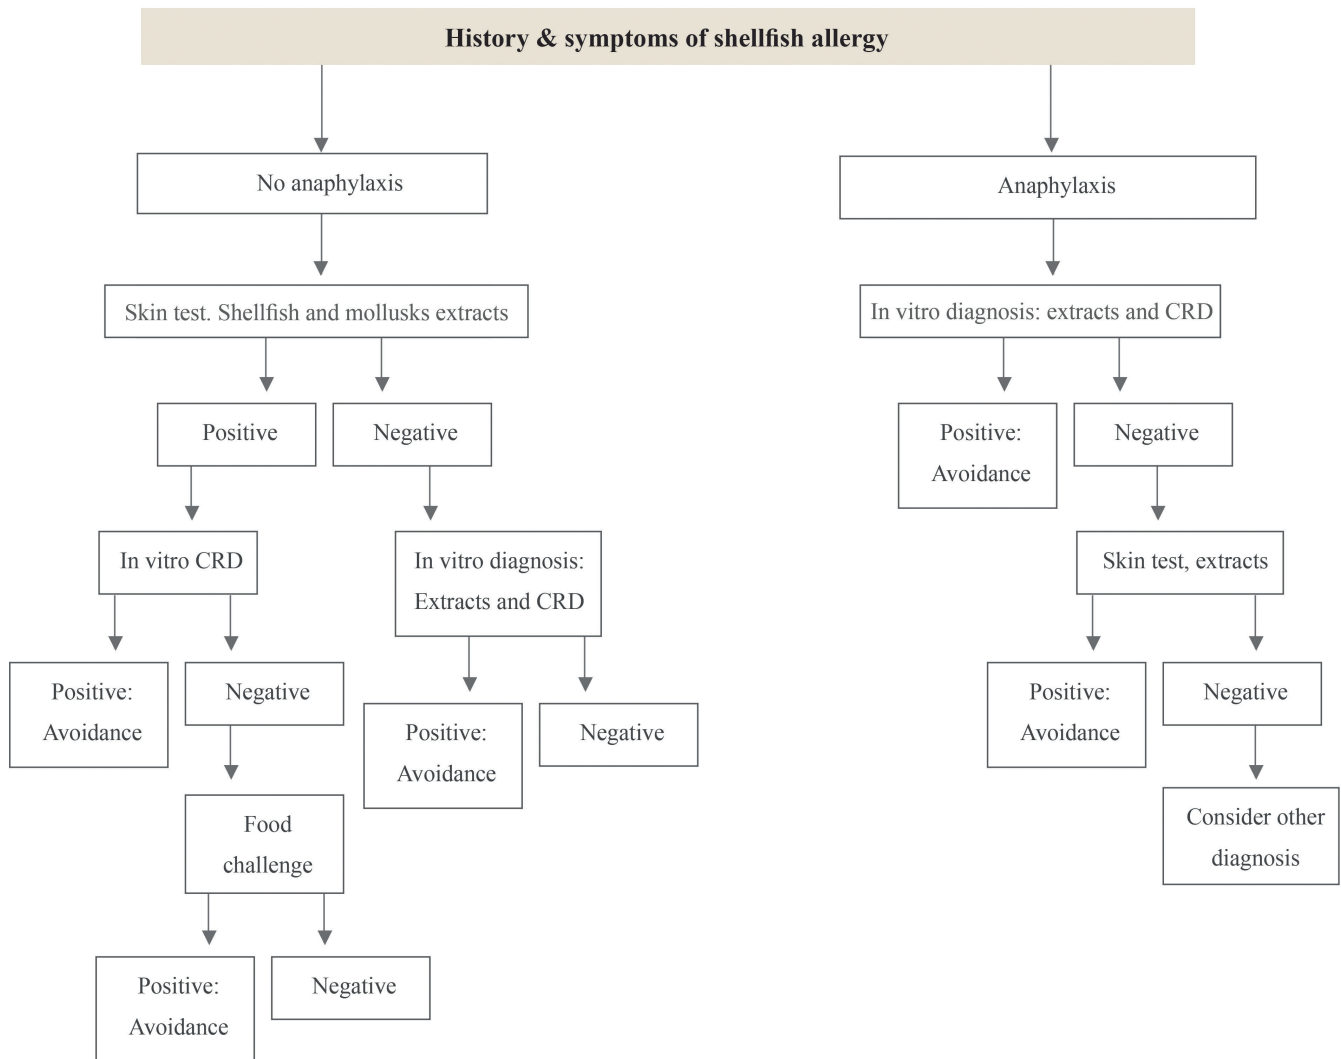 History & symptoms of shellfish allergy
No anaphylaxis
Anaphylaxis
Skin test. Shellfish and mollusks extracts
In vitro diagnosis: extracts and CRD
Positive
Negative
Positive:
Avoidance
Negative
In vitro CRD
In vitro diagnosis:
Extracts and CRD
Skin test, extracts
Positive:
Avoidance
Negative
Positive:
Avoidance
Negative
Positive:
Avoidance
Negative
Food
challenge
Consider other
diagnosis
Positive:
Avoidance
Negative